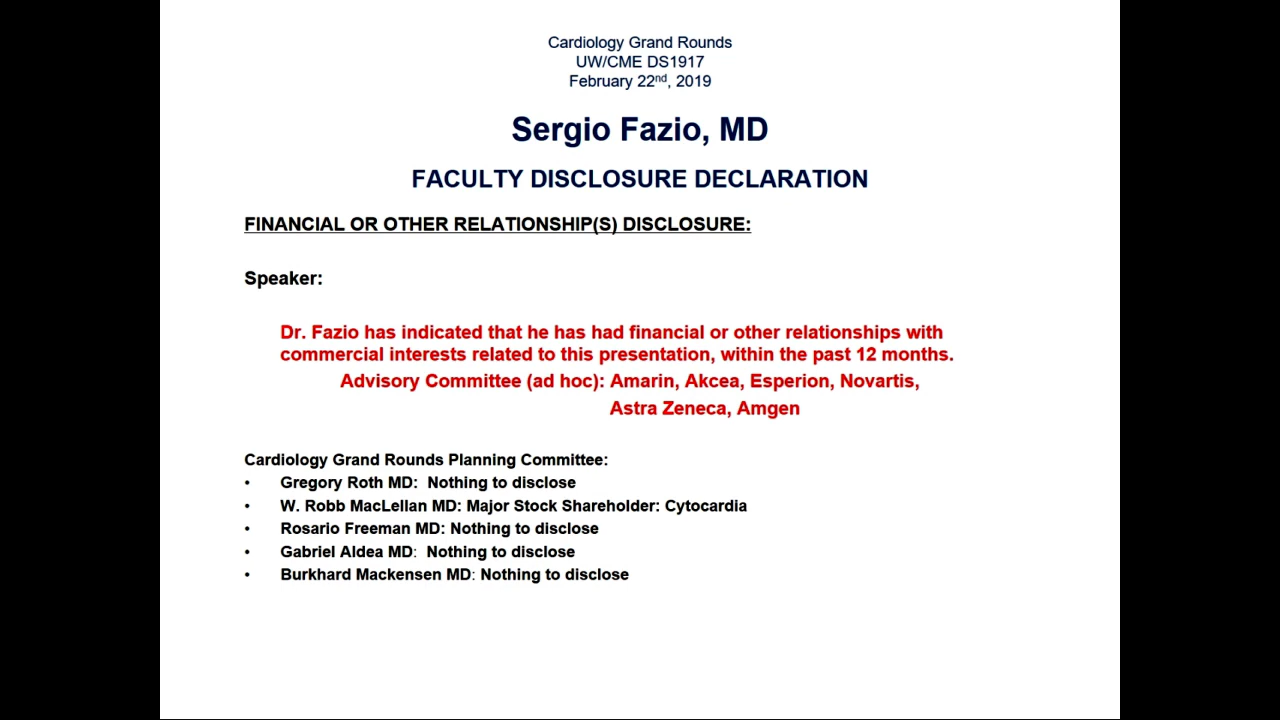 Cardiology Grand Rounds
UW/CME DS1917
February 22nd, 2019
Sergio Fazio, MD
FACULTY DISCLOSURE DECLARATION
FINANCIAL OR OTHER RELATIONSHIP(S) DISCLOSURE:
Speaker:
Dr. Fazio has indicated that he has had financial or other relationships with
commercial interests related to this presentation, within the past 12 months.
Advisory Committee (ad hoc): Amarin, Akcea, Esperion, Novartis,
Astra Zeneca, Amgen
Cardiology Grand Rounds Planning Committee:
• Gregory Roth MD: Nothing to disclose
• W. Robb MacLellan MD: Major Stock Shareholder: Cytocardia
• Rosario Freeman MD: Nothing to disclose
• Gabriel Aldea MD: Nothing to disclose
• Burkhard Mackensen MD: Nothing to disclose